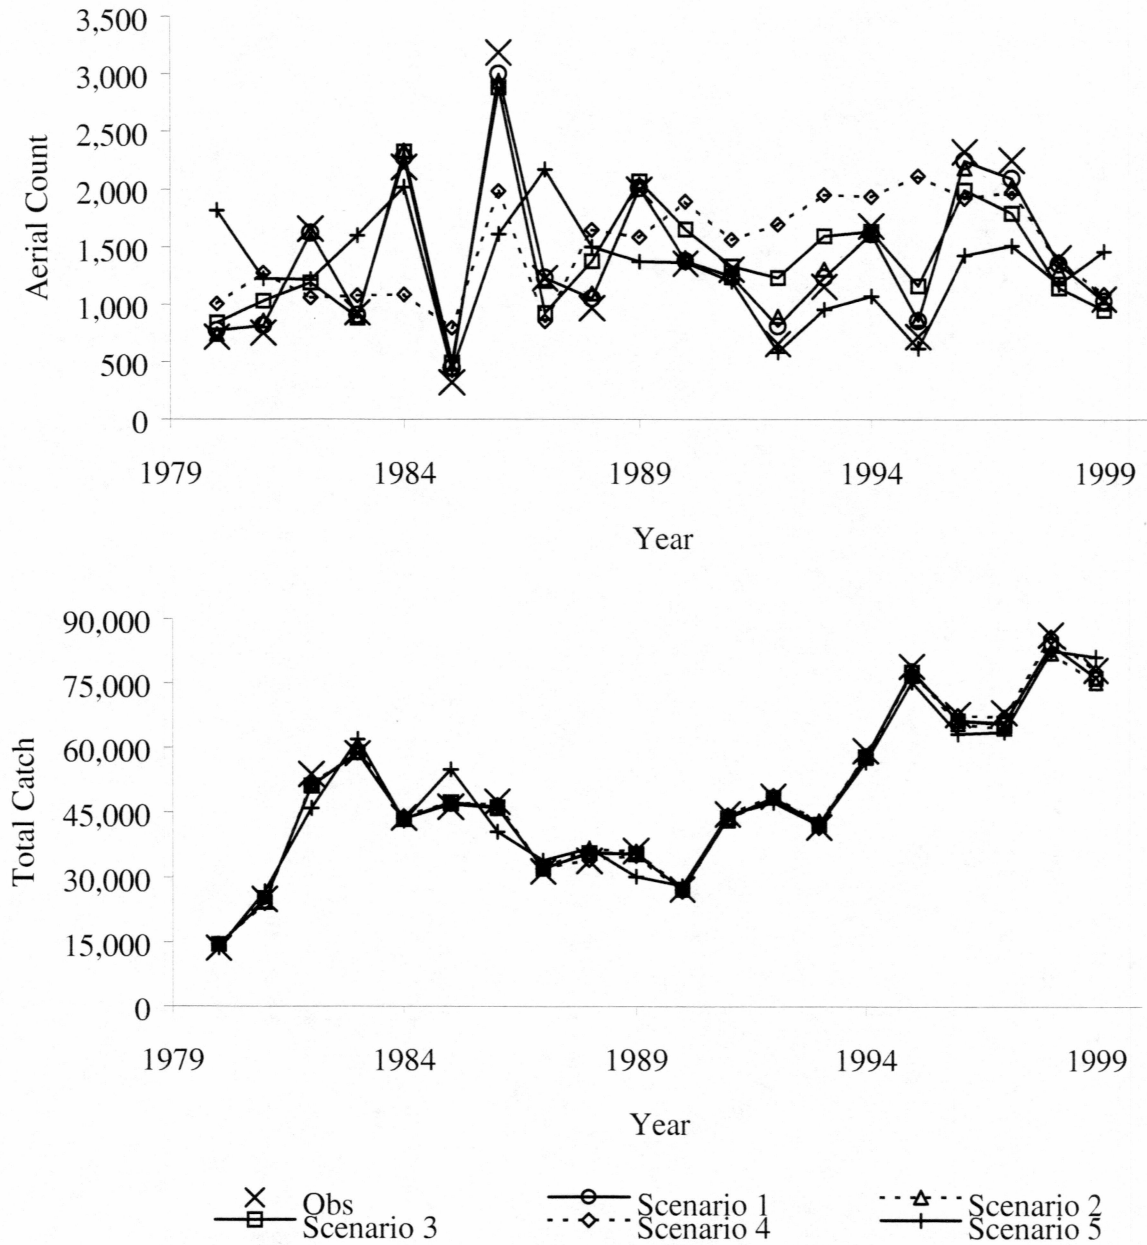 3,500
3,000
2,500
2,000
1,500
1,000
500
0
Aerial Count
1979 1984 1989 1994 1999
Year
90,000
75,000
60,000
45,000
30,000
15,000
0
Total Catch
1979 1984 1989 1994 1999
Year
Obs Scenario 1 Scenario 2
Scenario 3 Scenario 4 Scenario 5